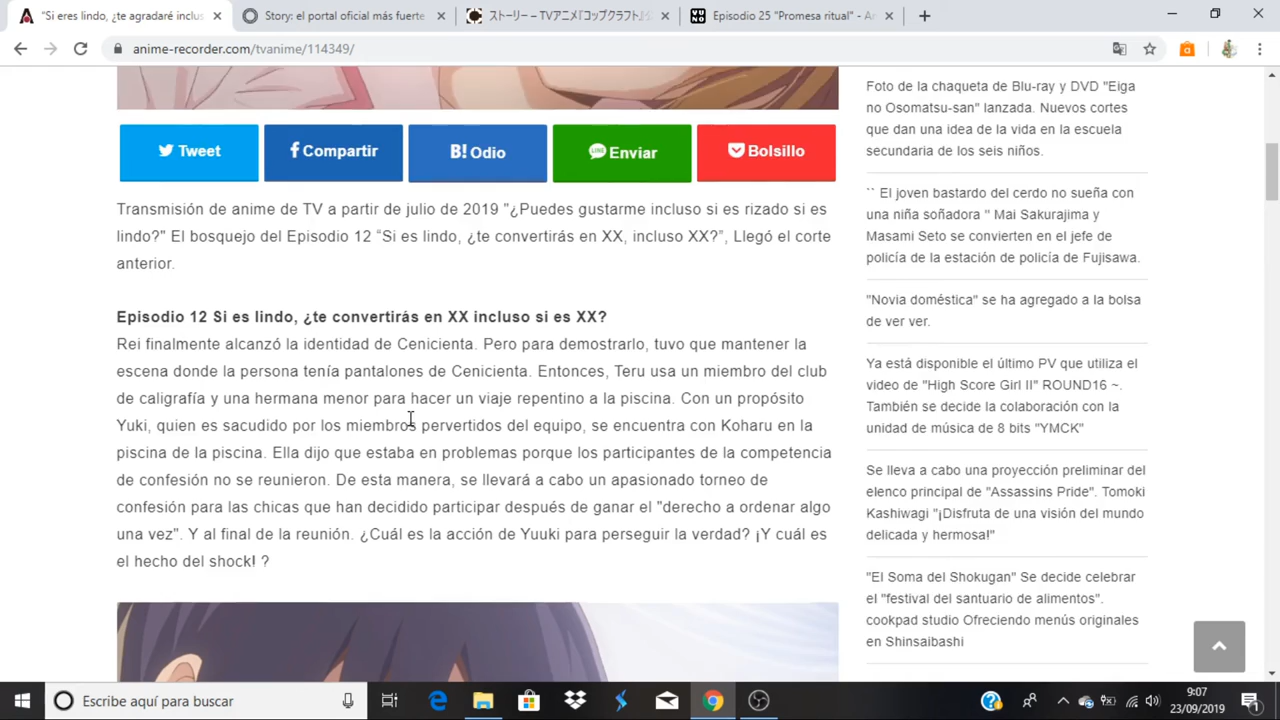 "Si eres lindo, ¿te agradaré inclus
Story: el portal oficial más fuerte
ストーリー – TVアニメ『コップクラフト』公
Episodio 25 "Promesa ritual" - An
anime-recorder.com/tvanime/114349/
Tweet
Compartir
B! Odio
Enviar
Bolsillo
Transmisión de anime de TV a partir de julio de 2019 "¿Puedes gustarme incluso si es rizado si es
lindo?" El bosquejo del Episodio 12 “Si es lindo, ¿te convertirás en XX, incluso XX?”, Llegó el corte
anterior.
Episodio 12 Si es lindo, ¿te convertirás en XX incluso si es XX?
Rei finalmente alcanzó la identidad de Cenicienta. Pero para demostrarlo, tuvo que mantener la
escena donde la persona tenía pantalones de Cenicienta. Entonces, Teru usa un miembro del club
de caligrafía y una hermana menor para hacer un viaje repentino a la piscina. Con un propósito
Yuki, quien es sacudido por los miembros pervertidos del equipo, se encuentra con Koharu en la
piscina de la piscina. Ella dijo que estaba en problemas porque los participantes de la competencia
de confesión no se reunieron. De esta manera, se llevará a cabo un apasionado torneo de
confesión para las chicas que han decidido participar después de ganar el "derecho a ordenar algo
una vez". Y al final de la reunión. ¿Cuál es la acción de Yuuki para perseguir la verdad? ¡Y cuál es
el hecho del shock! ?
Foto de la chaqueta de Blu-ray y DVD "Eiga
no Osomatsu-san" lanzada. Nuevos cortes
que dan una idea de la vida en la escuela
secundaria de los seis niños.
`` El joven bastardo del cerdo no sueña con
una niña soñadora '' Mai Sakurajima y
Masami Seto se convierten en el jefe de
policía de la estación de policía de Fujisawa.
"Novia doméstica" se ha agregado a la bolsa
de ver ver.
Ya está disponible el último PV que utiliza el
video de "High Score Girl II" ROUND16 ~.
También se decide la colaboración con la
unidad de música de 8 bits "YMCK"
Se lleva a cabo una proyección preliminar del
elenco principal de "Assassins Pride". Tomoki
Kashiwagi "¡Disfruta de una visión del mundo
delicada y hermosa!"
"El Soma del Shokugan" Se decide celebrar
el "festival del santuario de alimentos".
cookpad studio Ofreciendo menús originales
en Shinsaibashi
Escribe aquí para buscar
9:07
23/09/2019